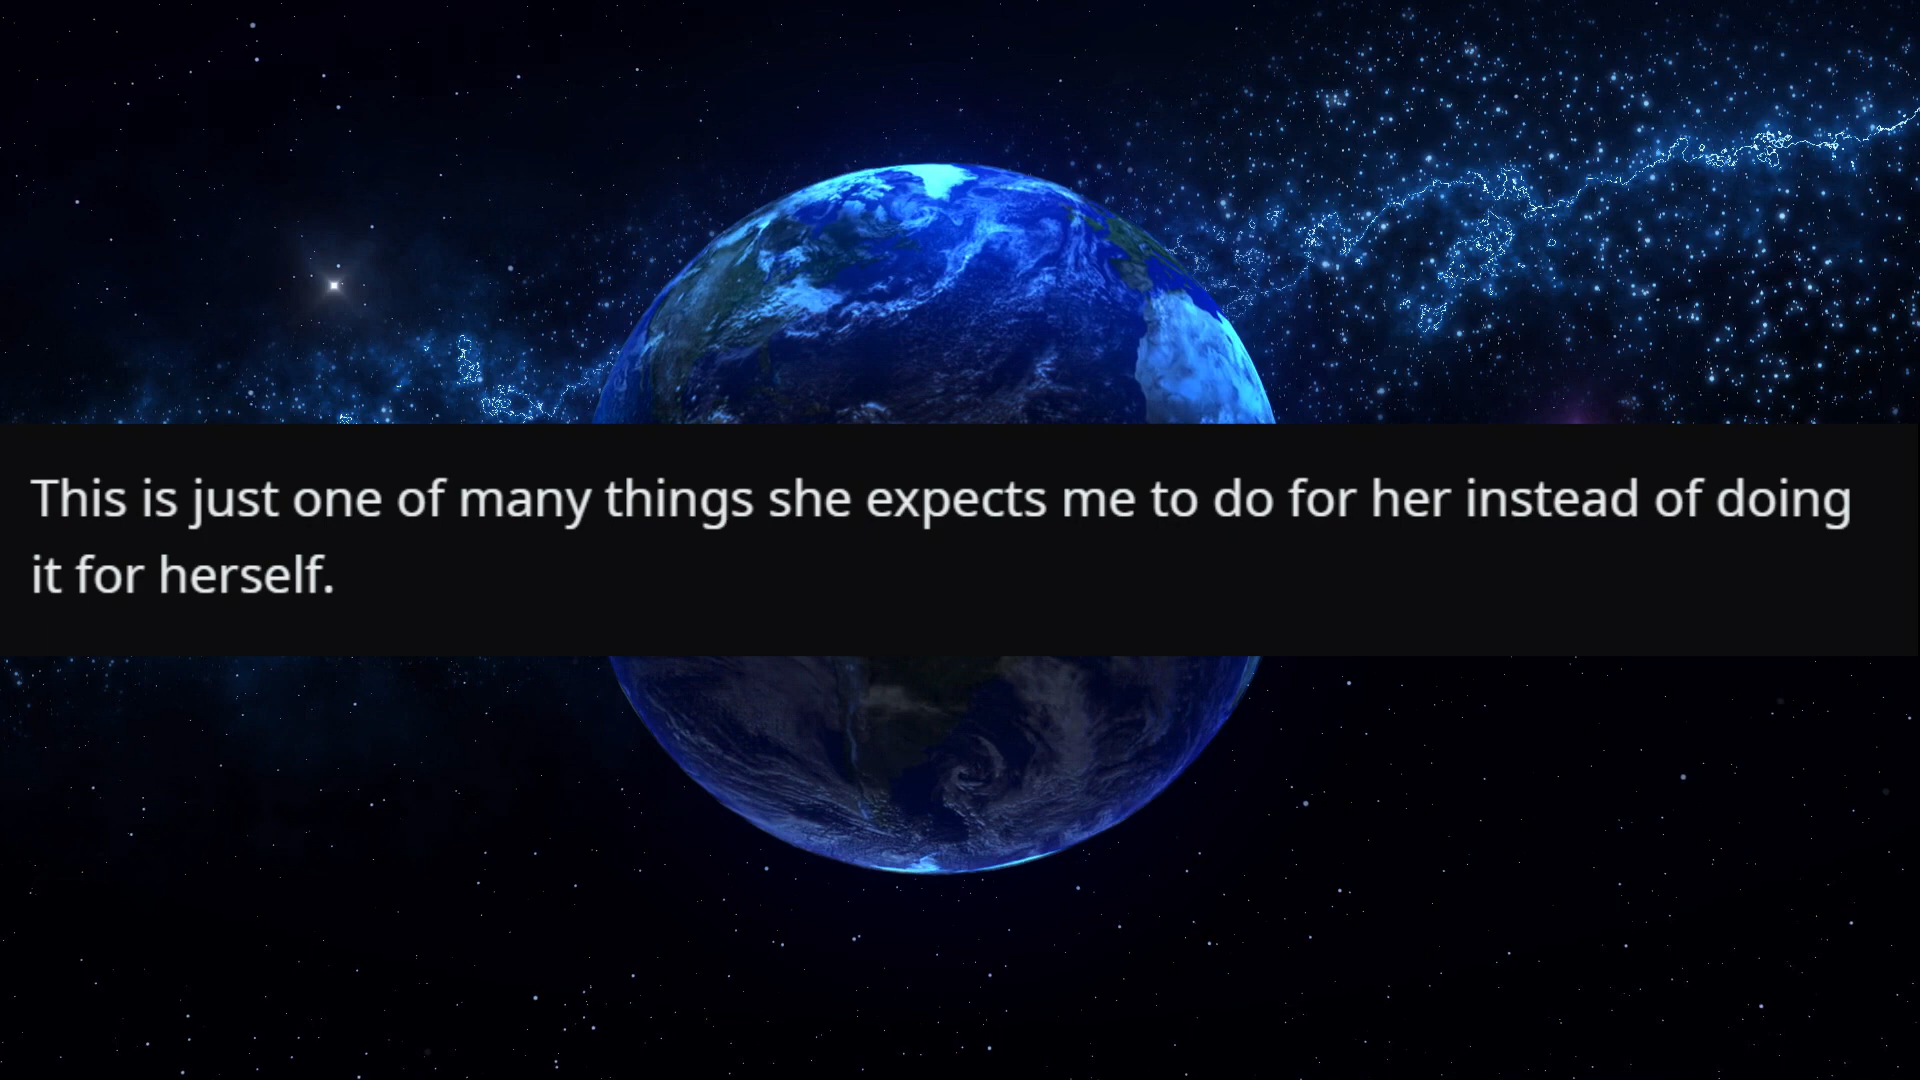 This is just one of many things she expects me to do for her instead of doing
it for herself.